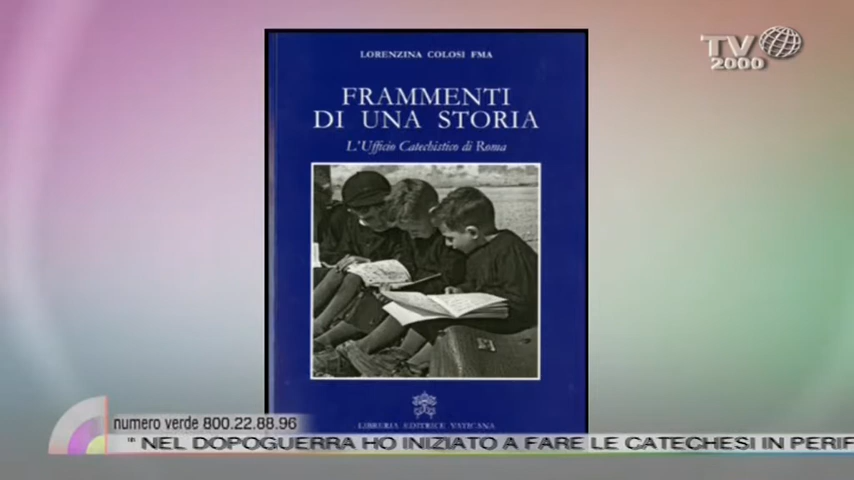 LORENZINA COLOSI FMA
TV
2000
FRAMMENTI
DI UNA STORIA
L'Ufficio Catechistico di Roma
numero verde 800.22.88.96
LIBRERIA EDITRICE VATICANA
" NEL DOPOGUERRA HO INIZIATO A FARE LE CATECHESI IN PERIF